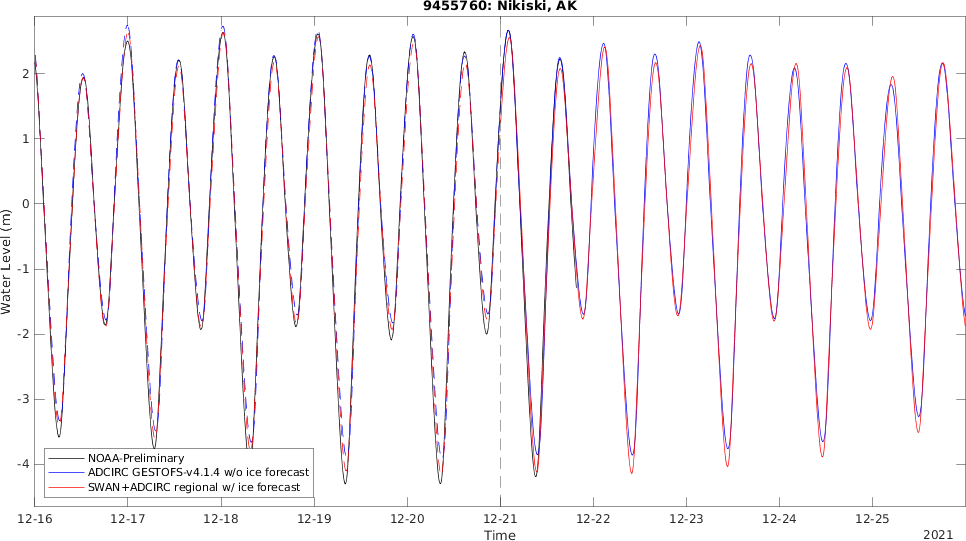 9455760: Nikiski, AK
Water Level (m)
2
1
0
-1
-2
-3
-4
NOAA-Preliminary
ADCIRC GESTOFS-v4.1.4 w/o ice forecast
SWAN+ADCIRC regional w/ ice forecast
12-16 12-17 12-18 12-19 12-20 12-21 12-22 12-23 12-24 12-25
Time
2021